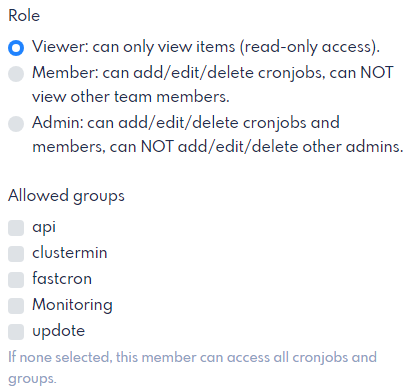 Role
Viewer: can only view items (read-only access).
Member: can add/edit/delete cronjobs, can NOT
view other team members.
Admin: can add/edit/delete cronjobs and
members, can NOT add/edit/delete other admins.
Allowed groups
api
clustermin
fastcron
Monitoring
updote
If none selected, this member can access all cronjobs and
groups.